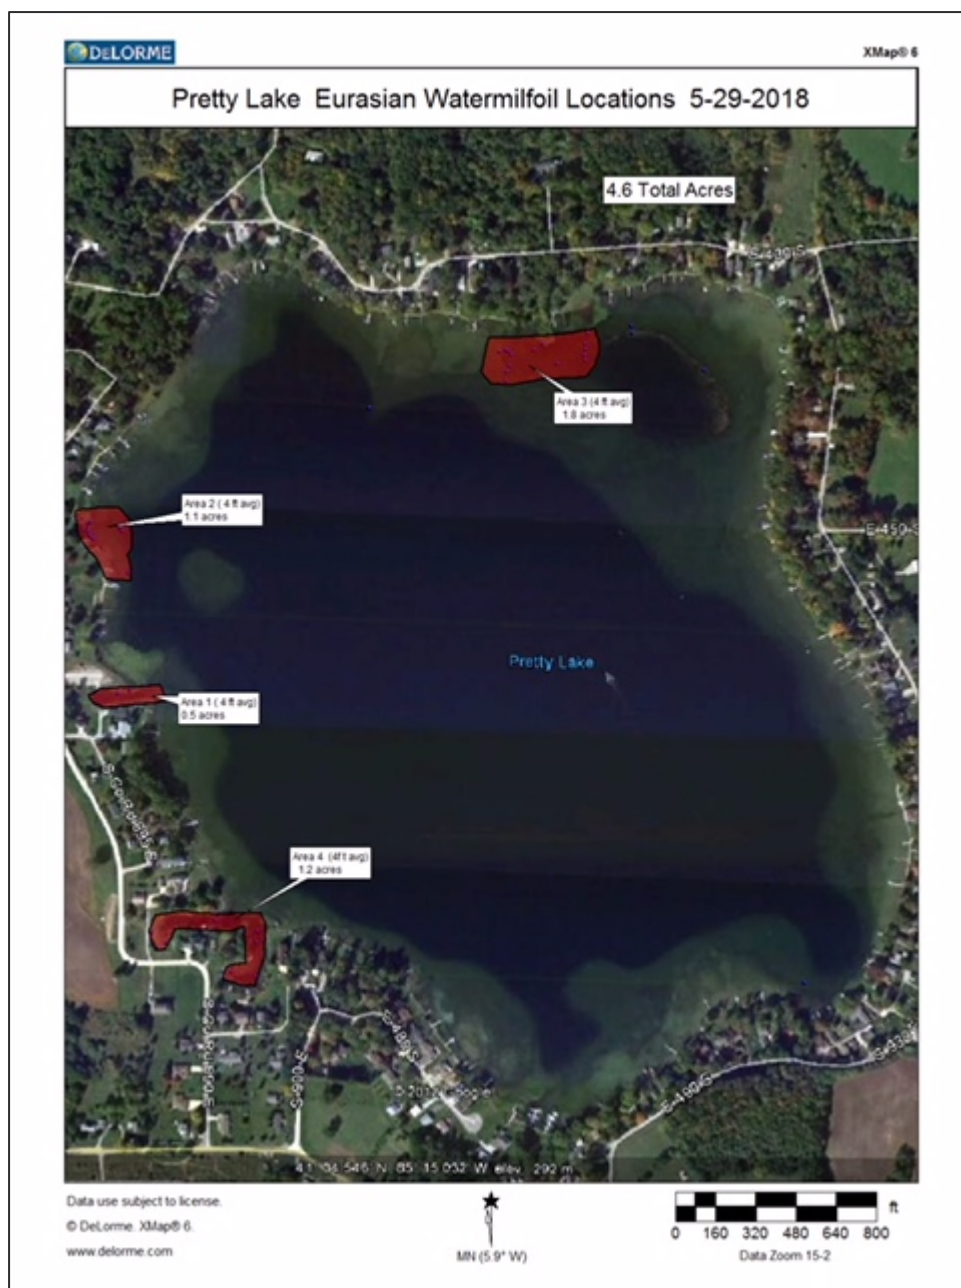 DELORME
XMap® 6
Pretty Lake Eurasian Watermilfoil Locations 5-29-2018
4.6 Total Acres
Area 3 (4 ft avg)
1.8 acres
Area 2 ( 4 ft avg)
1.1 acres
E 450 S
Pretty Lake
Area 1 ( 4 ft avg)
0.5 acres
Area 4 (4ft avg)
1.2 acres
S-900-E
E-490-S
Data use subject to license.
© DeLorme. XMap® 6.
www.delorme.com
MN (5.9° W)
ft
0 160 320 480 640 800
Data Zoom 15-2